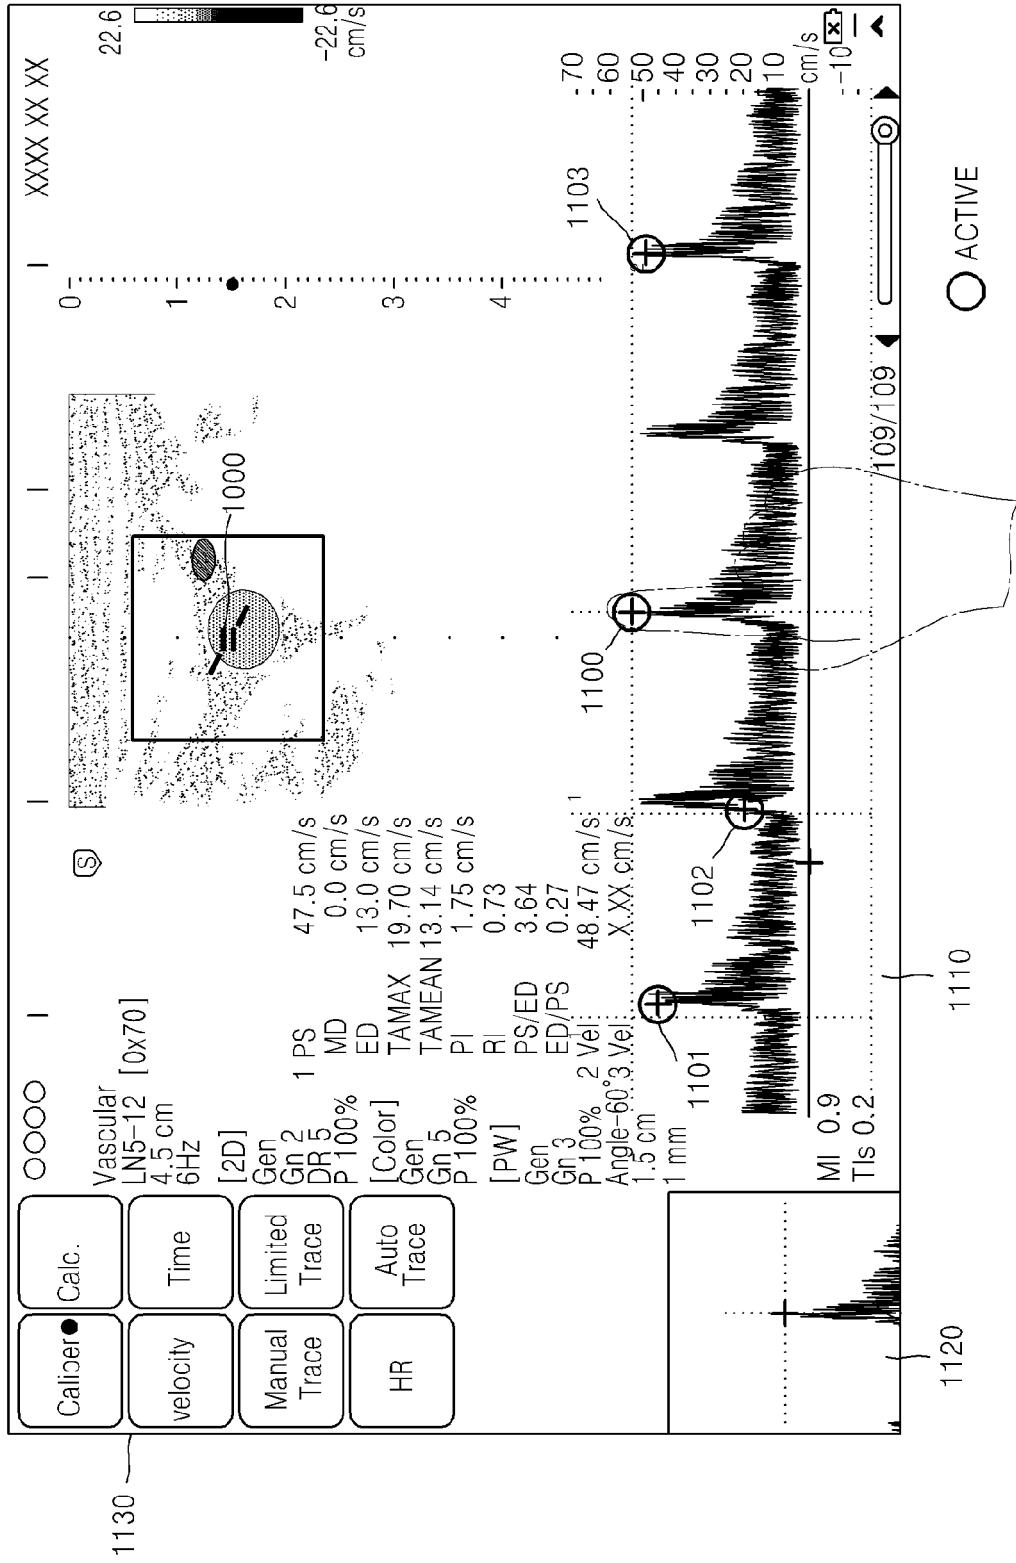 XXXX XX XX
22.6
-22.6
cm/s
1130
Caliper
Calc.
velocity
Time
Manual
Trace
Limited
Trace
HR
Auto
Trace
Vascular
LN5-12 [0x70]
4.5 cm
6Hz
[2D]
Gen
Gn 2
DR 5
P 100%
[Color]
Gen
Gn 5
P 100%
[PW]
Gen
Gn 3
P 100%
Angle-60°
1.5 cm
1 mm
S
1 PS 47.5 cm/s
MD 0.0 cm/s
ED 13.0 cm/s
TAMAX 19.70 cm/s
TAMEAN 13.14 cm/s
PI 1.75 cm/s
RI 0.73
PS/ED 3.64
ED/PS 0.27
2 Vel 48.47 cm/s
3 Vel X.XX cm/s
1
1000
0
1
2
3
4
1100
1101
1102
1103
70
60
50
40
30
20
10
cm/s
-10
MI 0.9
TIs 0.2
109/109
1110
1120
ACTIVE